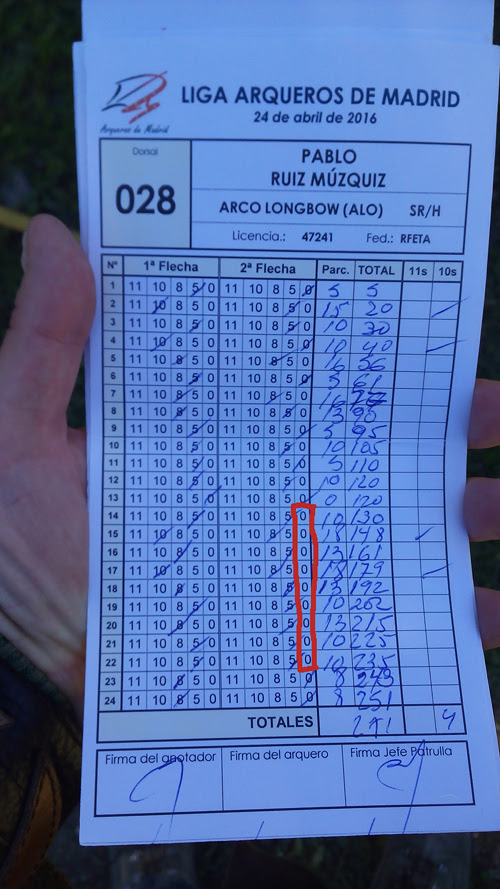 Arqueros de Madrid
LIGA ARQUEROS DE MADRID
24 de abril de 2016
Dorsal
028
PABLO
RUIZ MÚZQUIZ
ARCO LONGBOW (ALO) SR/H
Licencia.: 47241 Fed.: RFETA
Nº 1ª Flecha 2ª Flecha Parc. TOTAL 11s 10s
1 11 10 8 5 0 11 10 8 5 0 5 5
2 11 10 8 5 0 11 10 8 5 0 15 20
3 11 10 8 5 0 11 10 8 5 0 10 30
4 11 10 8 5 0 11 10 8 5 0 10 40
5 11 10 8 5 0 11 10 8 5 0 16 56
6 11 10 8 5 0 11 10 8 5 0 5 61
7 11 10 8 5 0 11 10 8 5 0 16 77
8 11 10 8 5 0 11 10 8 5 0 13 90
9 11 10 8 5 0 11 10 8 5 0 5 95
10 11 10 8 5 0 11 10 8 5 0 10 105
11 11 10 8 5 0 11 10 8 5 0 5 110
12 11 10 8 5 0 11 10 8 5 0 10 120
13 11 10 8 5 0 11 10 8 5 0 0 120
14 11 10 8 5 0 11 10 8 5 0 10 130
15 11 10 8 5 0 11 10 8 5 0 18 148
16 11 10 8 5 0 11 10 8 5 0 13 161
17 11 10 8 5 0 11 10 8 5 0 18 179
18 11 10 8 5 0 11 10 8 5 0 13 192
19 11 10 8 5 0 11 10 8 5 0 10 202
20 11 10 8 5 0 11 10 8 5 0 13 215
21 11 10 8 5 0 11 10 8 5 0 10 225
22 11 10 8 5 0 11 10 8 5 0 10 235
23 11 10 8 5 0 11 10 8 5 0 8 243
24 11 10 8 5 0 11 10 8 5 0 8 251
TOTALES 251 4
Firma del anotador Firma del arquero Firma Jefe Patrulla